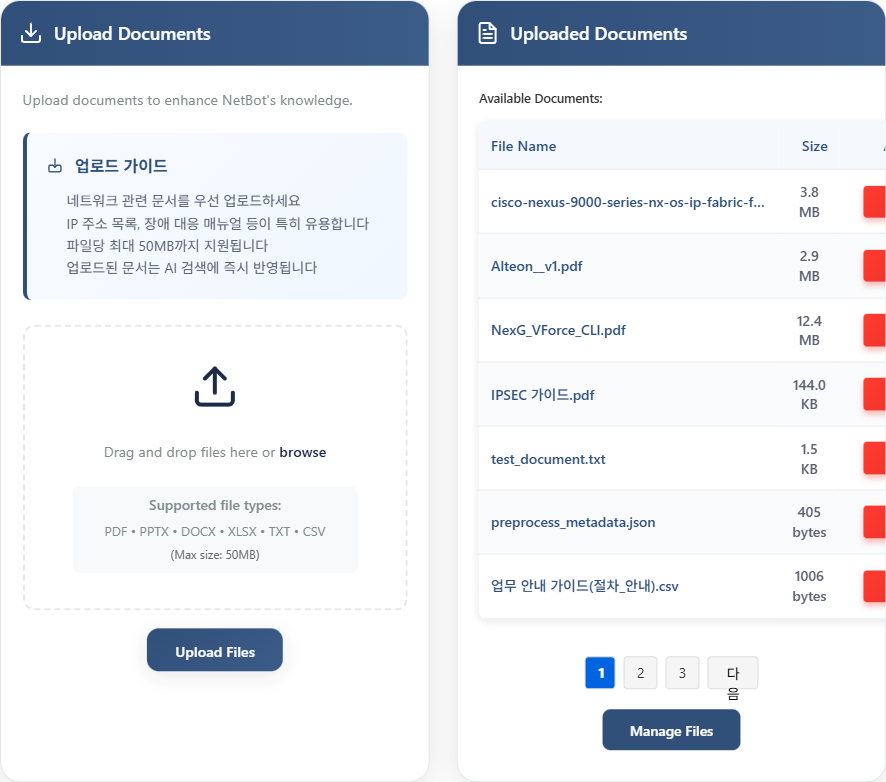 Upload Documents
Upload documents to enhance NetBot's knowledge.
업로드 가이드
네트워크 관련 문서를 우선 업로드하세요
IP 주소 목록, 장애 대응 매뉴얼 등이 특히 유용합니다
파일당 최대 50MB까지 지원됩니다
업로드된 문서는 AI 검색에 즉시 반영됩니다
Drag and drop files here or browse
Supported file types:
PDF • PPTX • DOCX • XLSX • TXT • CSV
(Max size: 50MB)
Upload Files
Uploaded Documents
Available Documents:
File Name Size
cisco-nexus-9000-series-nx-os-ip-fabric-f... 3.8
MB
Alteon__v1.pdf 2.9
MB
NexG_VForce_CLI.pdf 12.4
MB
IPSEC 가이드.pdf 144.0
KB
test_document.txt 1.5
KB
preprocess_metadata.json 405
bytes
업무 안내 가이드(절차_안내).csv 1006
bytes
1 2 3 다
음
Manage Files